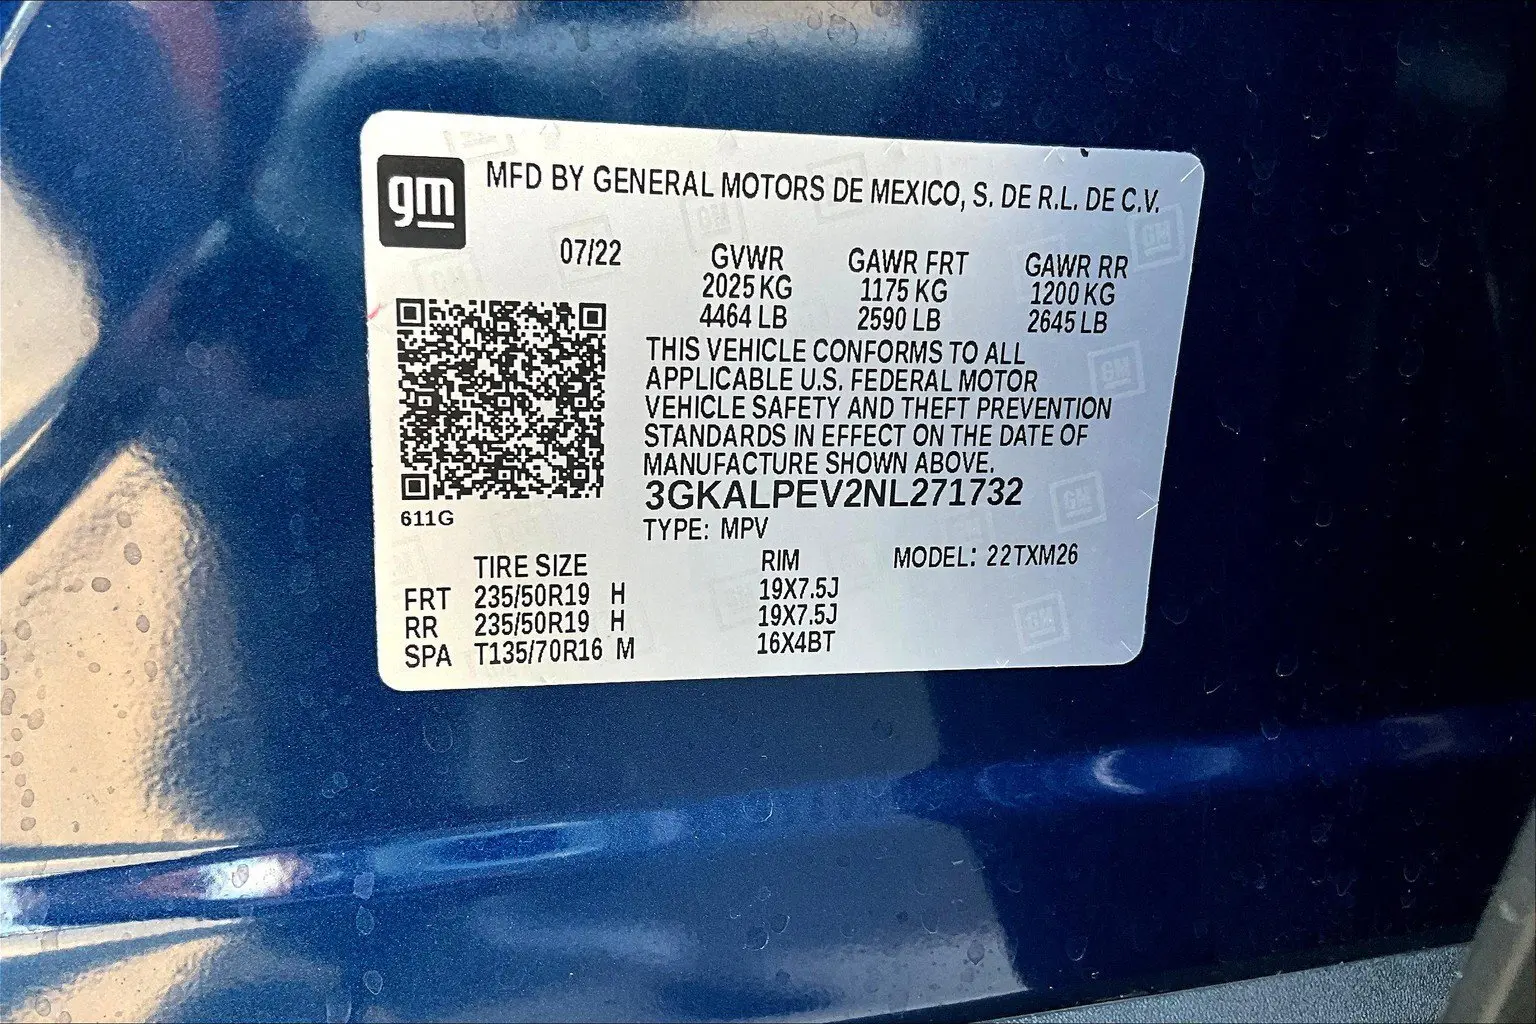 gm
MFD BY GENERAL MOTORS DE MEXICO, S. DE R.L. DE C.V.
07/22 GVWR GAWR FRT GAWR RR
2025 KG 1175 KG 1200 KG
4464 LB 2590 LB 2645 LB
THIS VEHICLE CONFORMS TO ALL
APPLICABLE U.S. FEDERAL MOTOR
VEHICLE SAFETY AND THEFT PREVENTION
STANDARDS IN EFFECT ON THE DATE OF
MANUFACTURE SHOWN ABOVE.
3GKALPEV2NL271732
611G
TYPE: MPV
TIRE SIZE RIM MODEL: 22TXM26
FRT 235/50R19 H 19X7.5J
RR 235/50R19 H 19X7.5J
SPA T135/70R16 M 16X4BT